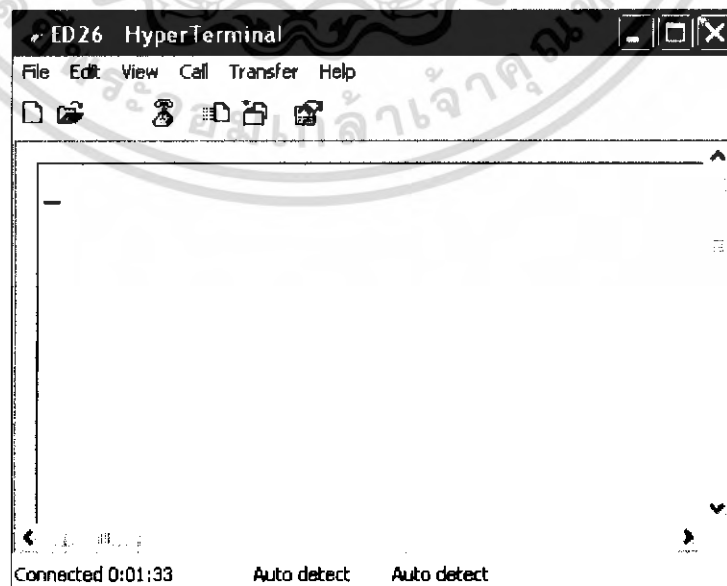 ED26 HyperTerminal
File Edit View Call Transfer Help
Connected 0:01:33 Auto detect Auto detect